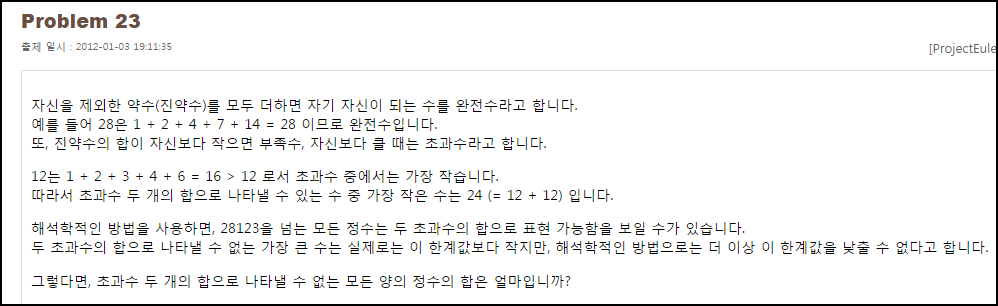 Problem 23
출제 일시 : 2012-01-03 19:11:35
[ProjectEule
자신을 제외한 약수(진약수)를 모두 더하면 자기 자신이 되는 수를 완전수라고 합니다.
예를 들어 28은 1 + 2 + 4 + 7 + 14 = 28 이므로 완전수입니다.
또, 진약수의 합이 자신보다 작으면 부족수, 자신보다 클 때는 초과수라고 합니다.
12는 1 + 2 + 3 + 4 + 6 = 16 > 12 로서 초과수 중에서는 가장 작습니다.
따라서 초과수 두 개의 합으로 나타낼 수 있는 수 중 가장 작은 수는 24 (= 12 + 12) 입니다.
해석학적인 방법을 사용하면, 28123을 넘는 모든 정수는 두 초과수의 합으로 표현 가능함을 보일 수가 있습니다.
두 초과수의 합으로 나타낼 수 없는 가장 큰 수는 실제로는 이 한계값보다 작지만, 해석학적인 방법으로는 더 이상 이 한계값을 낮출 수 없다고 합니다.
그렇다면, 초과수 두 개의 합으로 나타낼 수 없는 모든 양의 정수의 합은 얼마입니까?